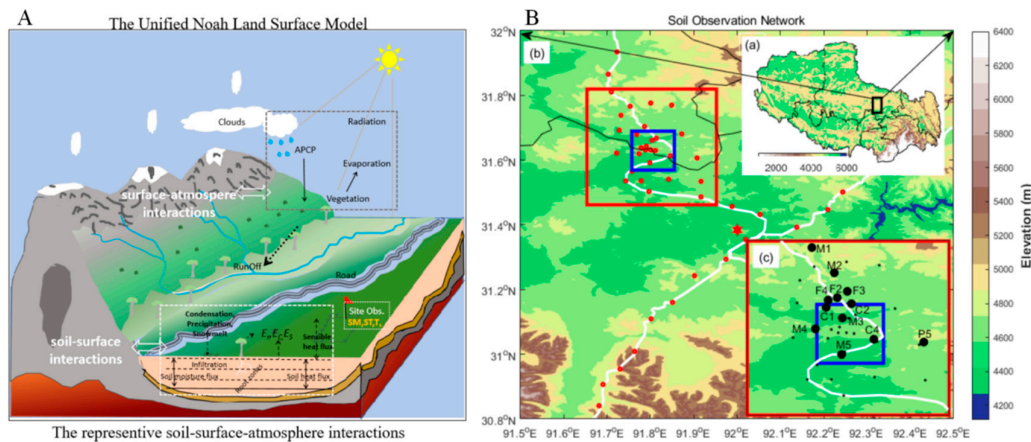 A
The Unified Noah Land Surface Model
Clouds
Radiation
APCP
Evaporation
Vegetation
surface-atmospere
interactions
RunOff
Road
Condensation,
Precipitation,
Snowmelt
Sensible
heat flux
Site Obs.
soil-surface
interactions
Infiltration
Soil moisture flux
Soil heat flux
The representive soil-surface-atmosphere interactions
B
Soil Observation Network
32°N
31.8°N
31.6°N
31.4°N
31.2°N
31°N
30.8°N
91.5°E
91.6°E
91.7°E
91.8°E
91.9°E
92°E
92.1°E
92.2°E
92.3°E
92.4°E
92.5°E
(b)
(a)
2000
4000
6000
(c)
M1
M2
F4
F2
F3
C1
C2
M3
M4
C4
P5
M5
6400
6200
6000
5800
5600
5400
5200
5000
4800
4600
4400
4200
Elevation (m)